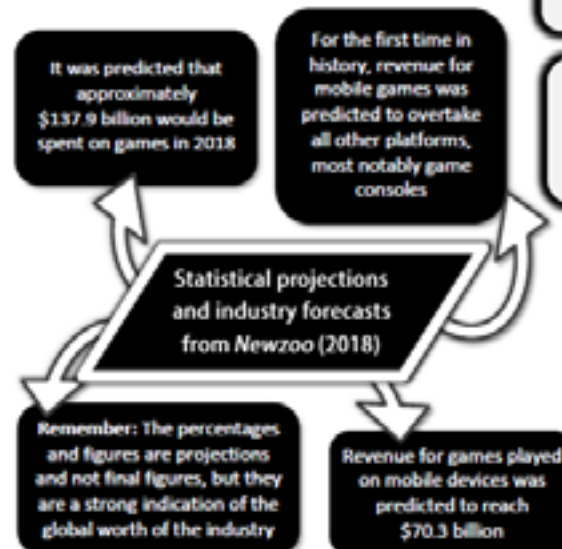 It was predicted that
approximately
$137.9 billion would be
spent on games in 2018
For the first time in
history, revenue for
mobile games was
predicted to overtake
all other platforms,
most notably game
consoles
Statistical projections
and industry forecasts
from Newzoo (2018)
Remember: The percentages
and figures are projections
and not final figures, but they
are a strong indication of the
global worth of the industry
Revenue for games played
on mobile devices was
predicted to reach
$70.3 billion